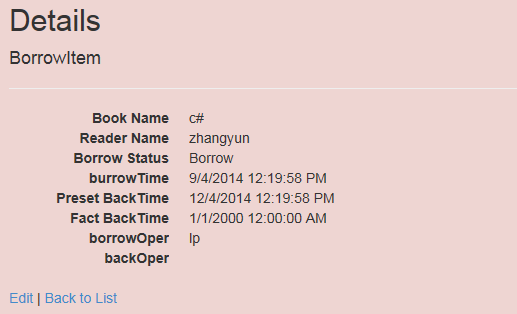 Details
BorrowItem
Book Name c#
Reader Name zhangyun
Borrow Status Borrow
burrowTime 9/4/2014 12:19:58 PM
Preset BackTime 12/4/2014 12:19:58 PM
Fact BackTime 1/1/2000 12:00:00 AM
borrowOper lp
backOper
Edit | Back to List